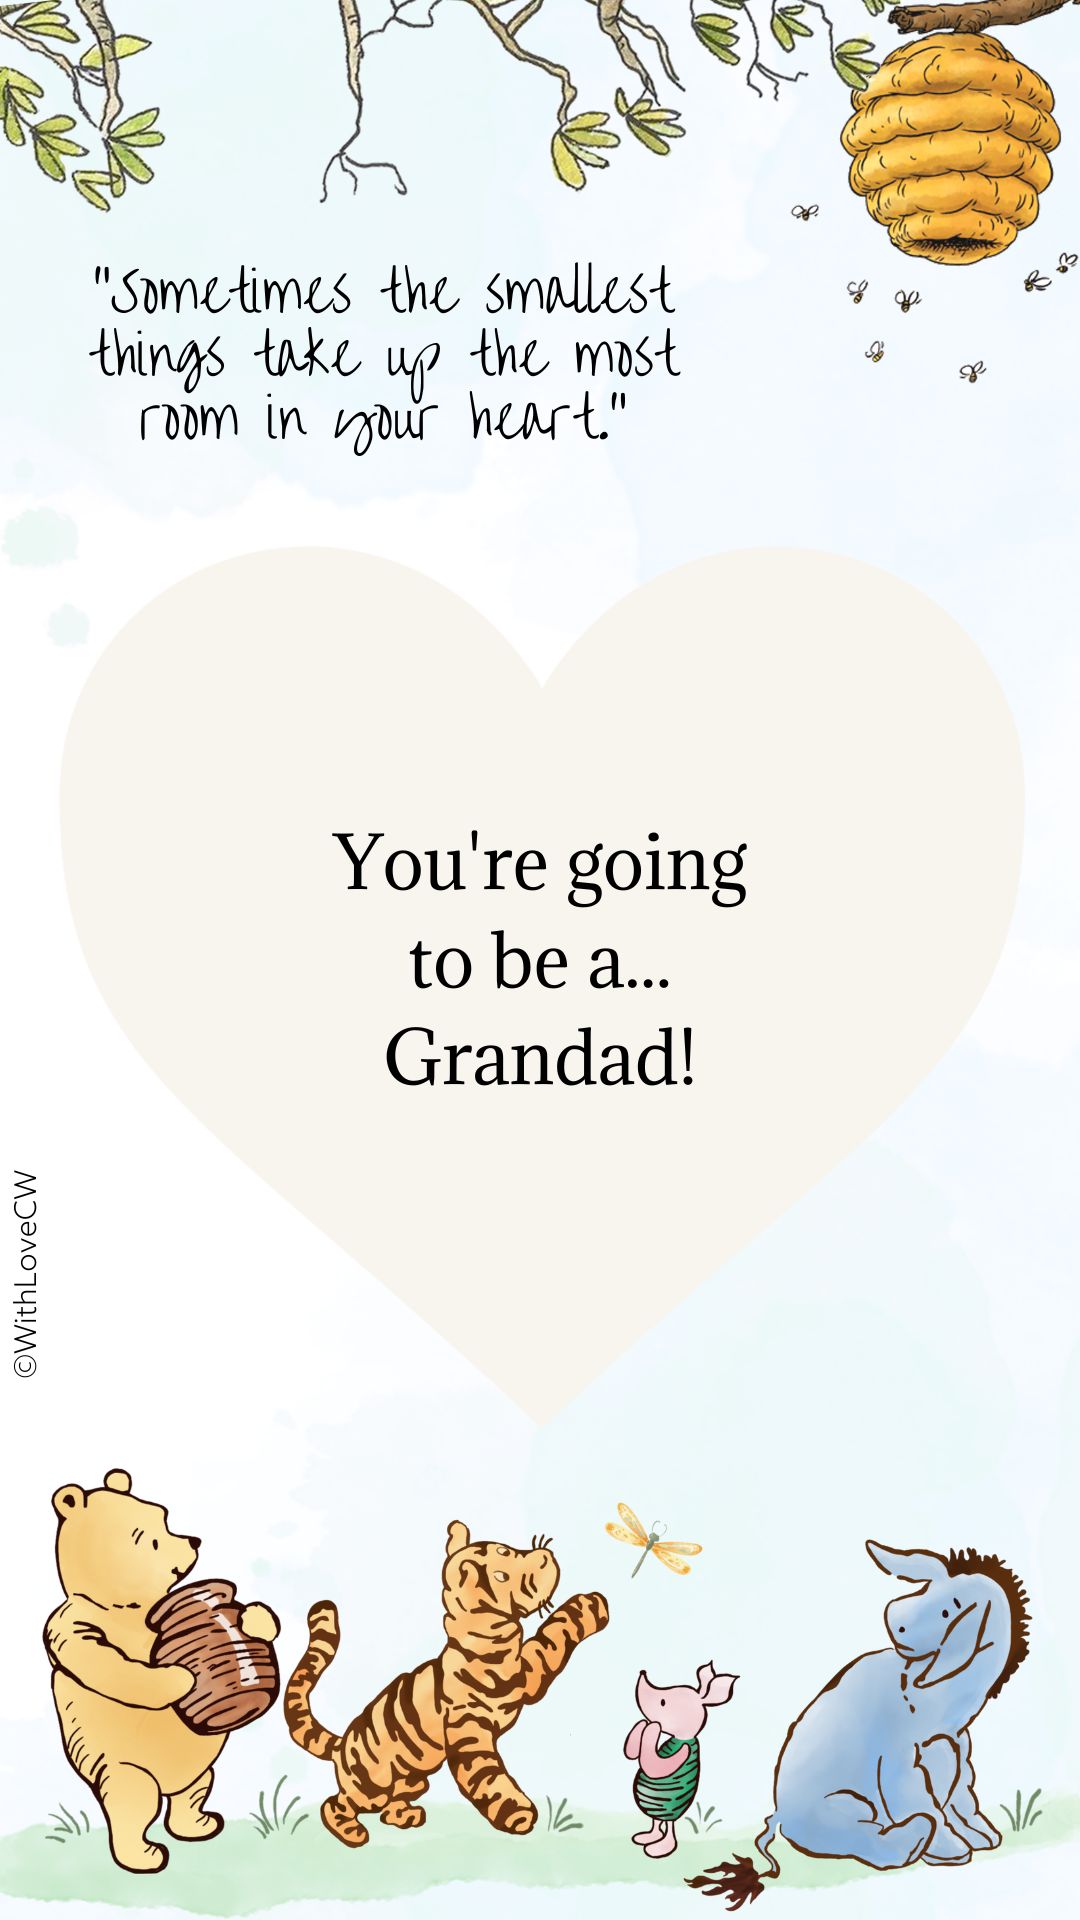 "Sometimes the smallest
things take up the most
room in your heart."
You're going
to be a...
Grandad!
©WithLoveCW